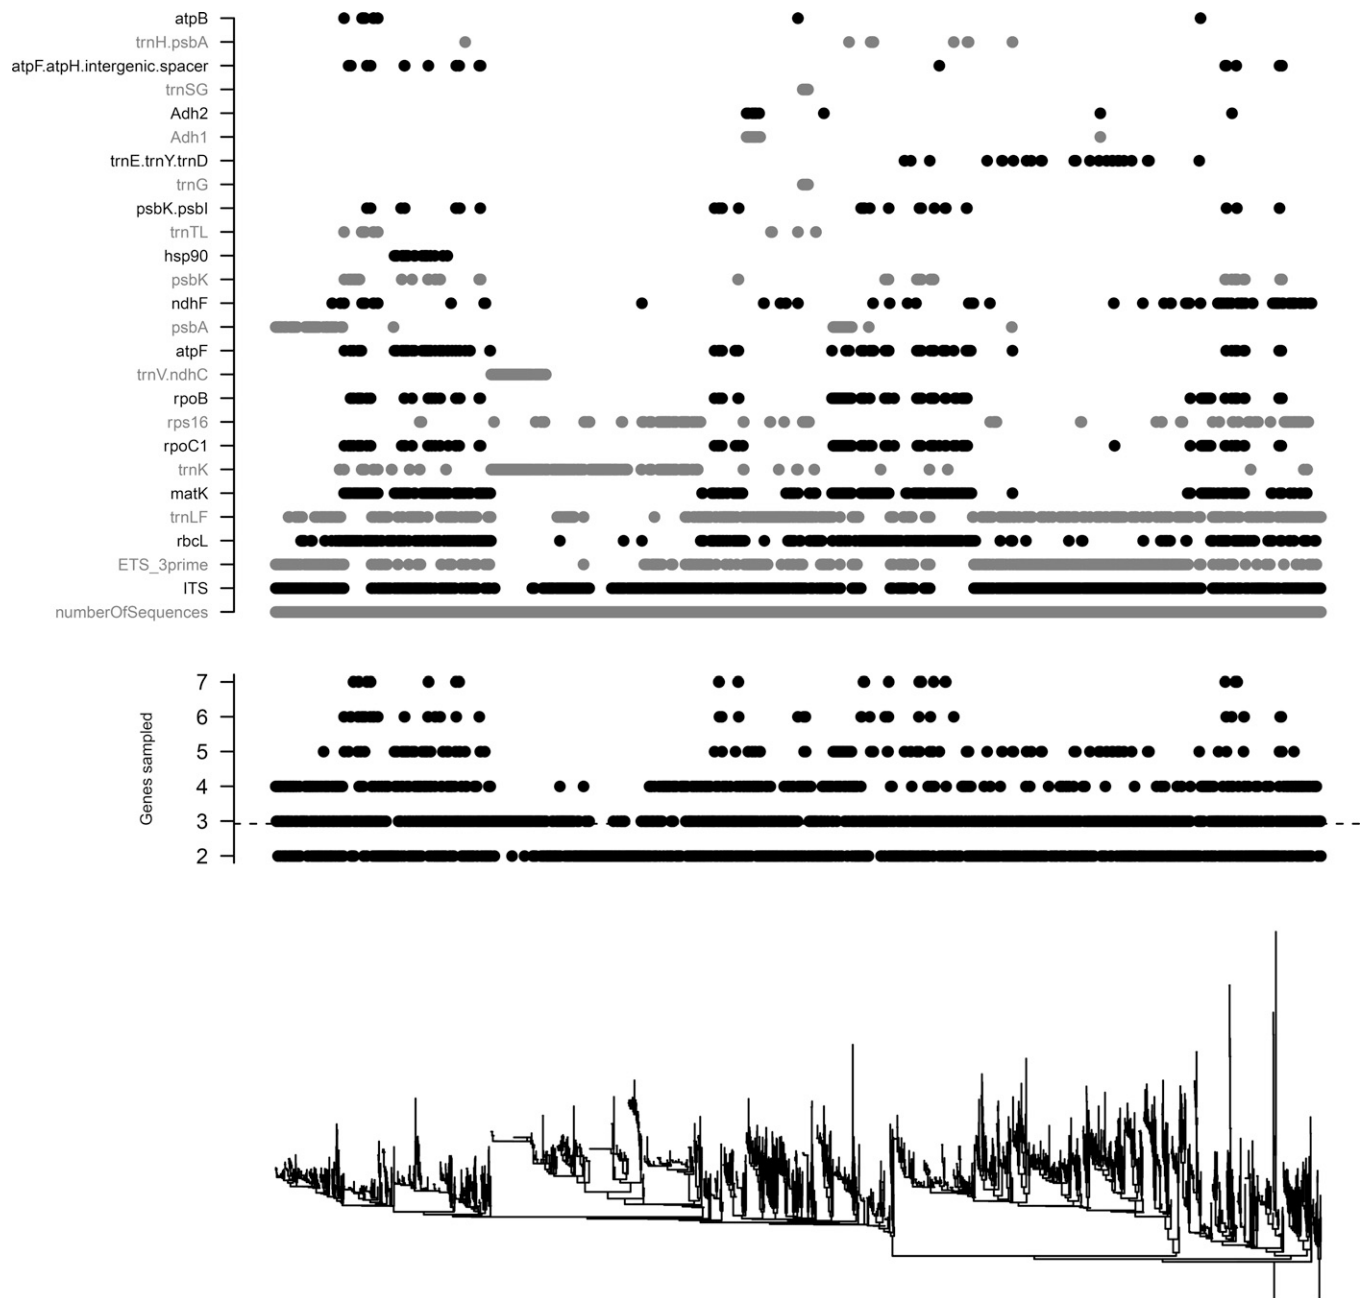 atpB
trnH.psbA
atpF.atpH.intergenic.spacer
trnSG
Adh2
Adh1
trnE.trnY.trnD
trnG
psbK.psbI
trnTL
hsp90
psbK
ndhF
psbA
atpF
trnV.ndhC
rpoB
rps16
rpoC1
trnK
matK
trnLF
rbcL
ETS_3prime
ITS
numberOfSequences
7
6
5
4
3
2
Genes sampled